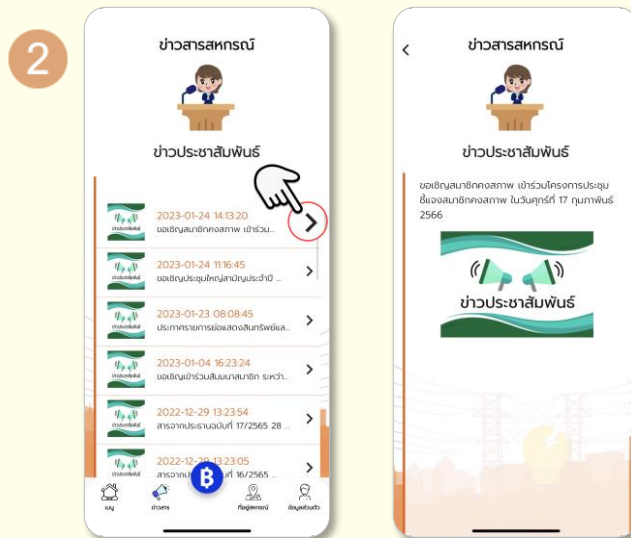 2
ข่าวสารสหกรณ์
ข่าวประชาสัมพันธ์
2023-01-24 14:13:20
ขอเชิญสมาชิกคงสภาพ เข้าร่วม...
2023-01-24 11:16:45
ขอเชิญประชุมใหญ่สามัญประจำปี ...
2023-01-23 08:08:45
ประกาศรายการย่อแสดงสินทรัพย์แล...
2023-01-04 16:23:24
ขอเชิญเข้าร่วมสัมมนาสมาชิก ระหว่า...
2022-12-29 13:23:54
สารจากประธานฉบับที่ 17/2565 28 ...
2022-12-29 13:23:05
สารจากป ที่ 16/2565 ...
เมนู
ข่าวสาร
ที่อยู่สหกรณ์
ข้อมูลส่วนตัว
ข่าวสารสหกรณ์
ข่าวประชาสัมพันธ์
ขอเชิญสมาชิกคงสภาพ เข้าร่วมโครงการประชุม
ชี้แจงสมาชิกคงสภาพ ในวันศุกร์ที่ 17 กุมภาพันธ์
2566
ข่าวประชาสัมพันธ์